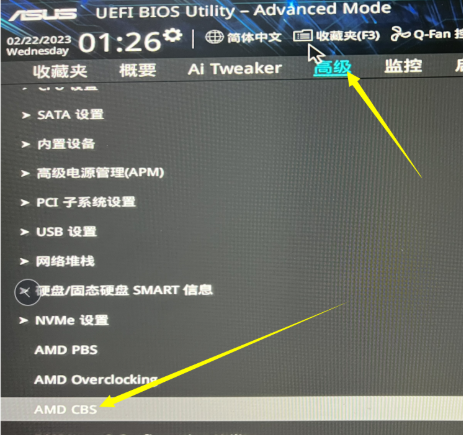 ASUS UEFI BIOS Utility – Advanced Mode
02/22/2023
Wednesday
01:26
简体中文
收藏夹(F3)
Q-Fan
收藏夹 概要 Ai Tweaker 高级 监控
CPU 设置
> SATA 设置
> 内置设备
> 高级电源管理(APM)
> PCI 子系统设置
> USB 设置
> 网络堆栈
硬盘/固态硬盘 SMART 信息
> NVMe 设置
AMD PBS
AMD Overclocking
AMD CBS